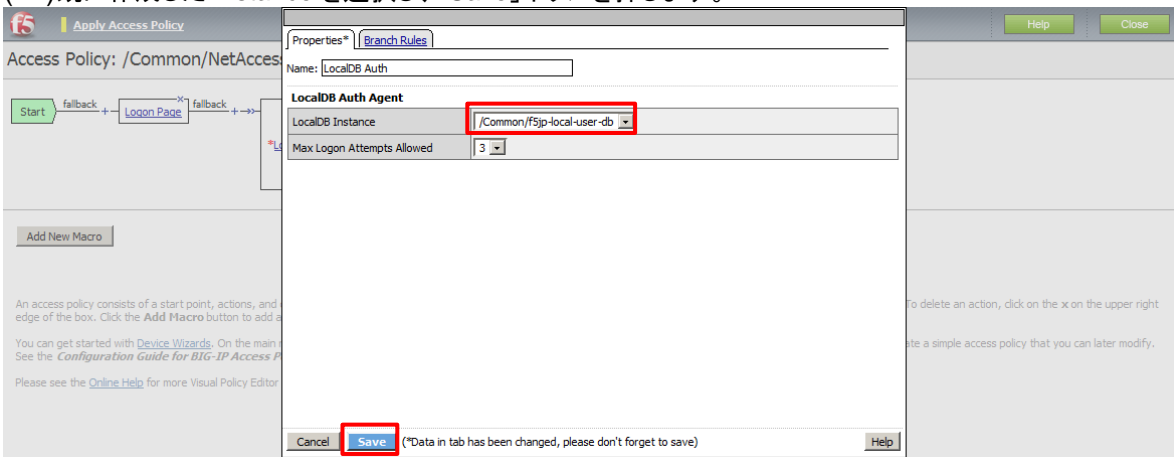 Instance
Save
f5
Apply Access Policy
Help
Close
Access Policy: /Common/NetAcces
Start
fallback
+
Logon Page
x
fallback
+
Add New Macro
An access policy consists of a start point, actions, and
To delete an action, click on the x on the upper right
edge of the box. Click the Add Macro button to add a
You can get started with Device Wizards. On the main
ate a simple access policy that you can later modify.
See the Configuration Guide for BIG-IP Access P
Please see the Online Help for more Visual Policy Editor
Properties*
Branch Rules
Name: LocalDB Auth
LocalDB Auth Agent
LocalDB Instance
/Common/f5jp-local-user-db
Max Logon Attempts Allowed
3
Cancel
Save
(*Data in tab has been changed, please don't forget to save)
Help